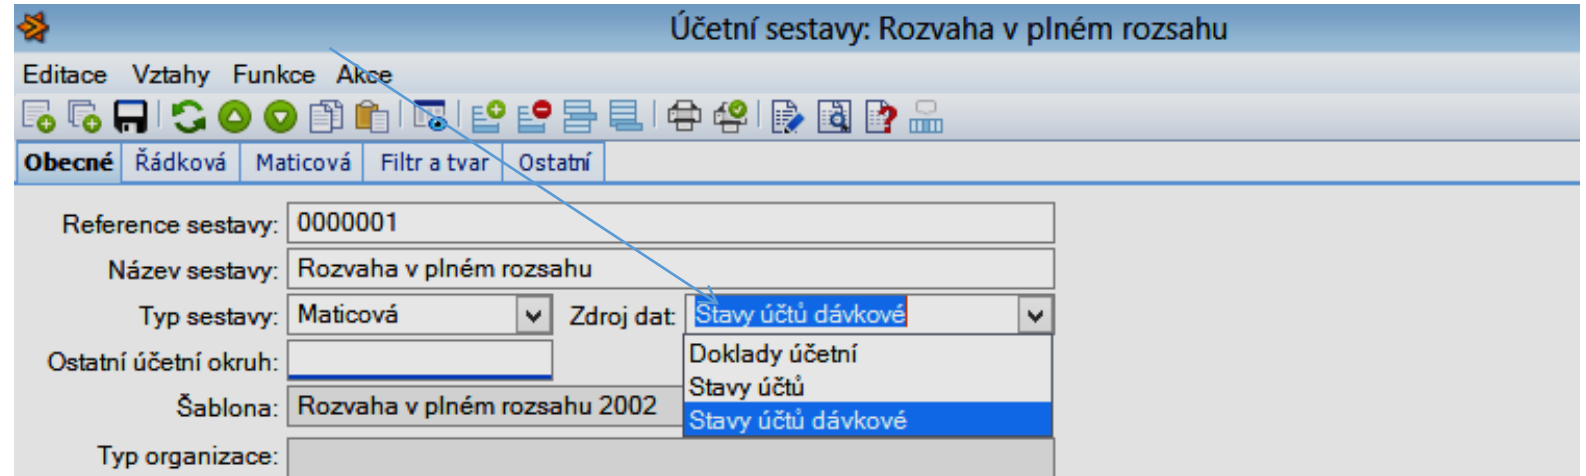 Účetní sestavy: Rozvaha v plném rozsahu
Editace Vztahy Funkce Akce
Obecné Řádková Maticová Filtr a tvar Ostatní
Reference sestavy: 0000001
Název sestavy: Rozvaha v plném rozsahu
Typ sestavy: Maticová Zdroj dat: Stavy účtů dávkové
Doklady účetní
Ostatní účetní okruh:
Stavy účtů
Šablona: Rozvaha v plném rozsahu 2002
Stavy účtů dávkové
Typ organizace: